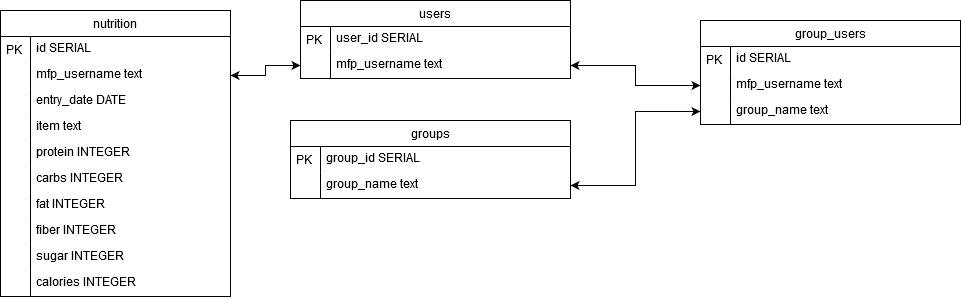 nutrition
PK
id SERIAL
mfp_username text
entry_date DATE
item text
protein INTEGER
carbs INTEGER
fat INTEGER
fiber INTEGER
sugar INTEGER
calories INTEGER
users
PK
user_id SERIAL
mfp_username text
groups
PK
group_id SERIAL
group_name text
group_users
PK
id SERIAL
mfp_username text
group_name text